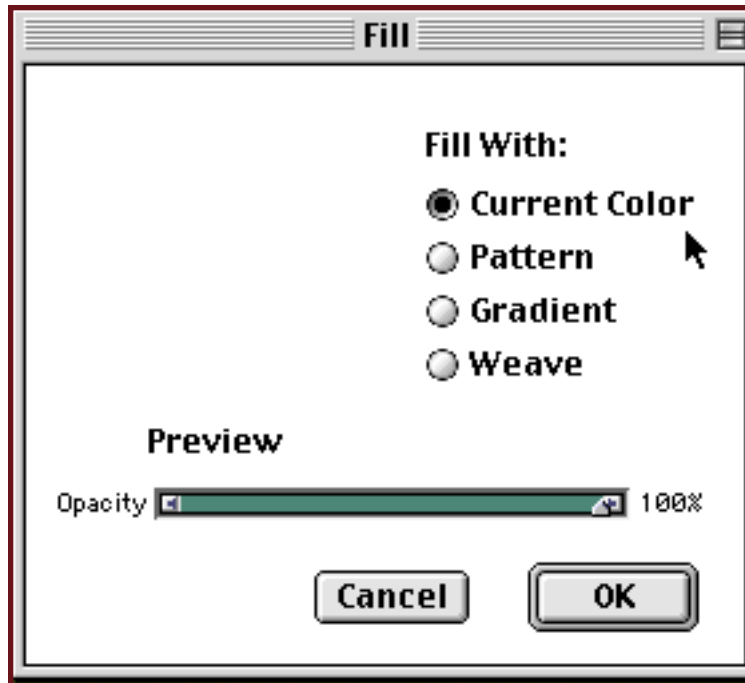 Fill
Fill With:
Current Color
Pattern
Gradient
Weave
Preview
Opacity 100%
Cancel OK